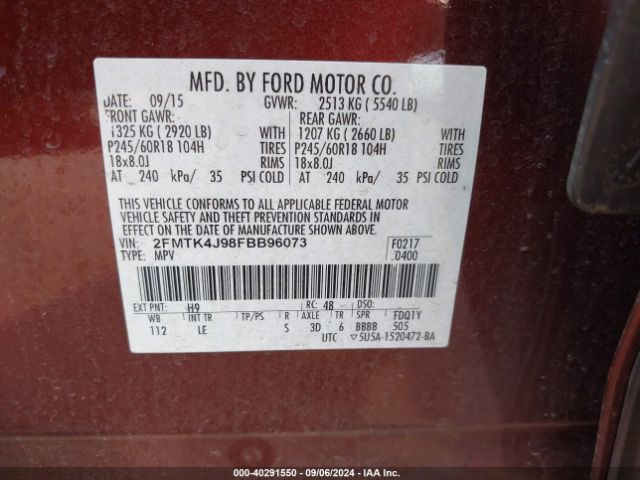 MFD. BY FORD MOTOR CO.
DATE: 09/15 GVWR: 2513 KG ( 5540 LB)
FRONT GAWR: REAR GAWR:
1325 KG ( 2920 LB) WITH 1207 KG ( 2660 LB) WITH
P245/60R18 104H TIRES P245/60R18 104H TIRES
18x8.0J RIMS 18x8.0J RIMS
AT 240 kPa/ 35 PSI COLD AT 240 kPa/ 35 PSI COLD
THIS VEHICLE CONFORMS TO ALL APPLICABLE FEDERAL MOTOR
VEHICLE SAFETY AND THEFT PREVENTION STANDARDS IN EFFECT
ON THE DATE OF MANUFACTURE SHOWN ABOVE.
VIN: 2FMTK4J98FBB96073 F0217
TYPE: MPV 0400
EXT PNT: H9 RC: 48 DSO:
WB INT TR TP/PS R AXLE TR SPR FDQ1Y
112 LE S 3D 6 BBBB 505
UTC ▽5U5A-1520472-BA
000-40291550 - 09/06/2024 - IAA Inc.